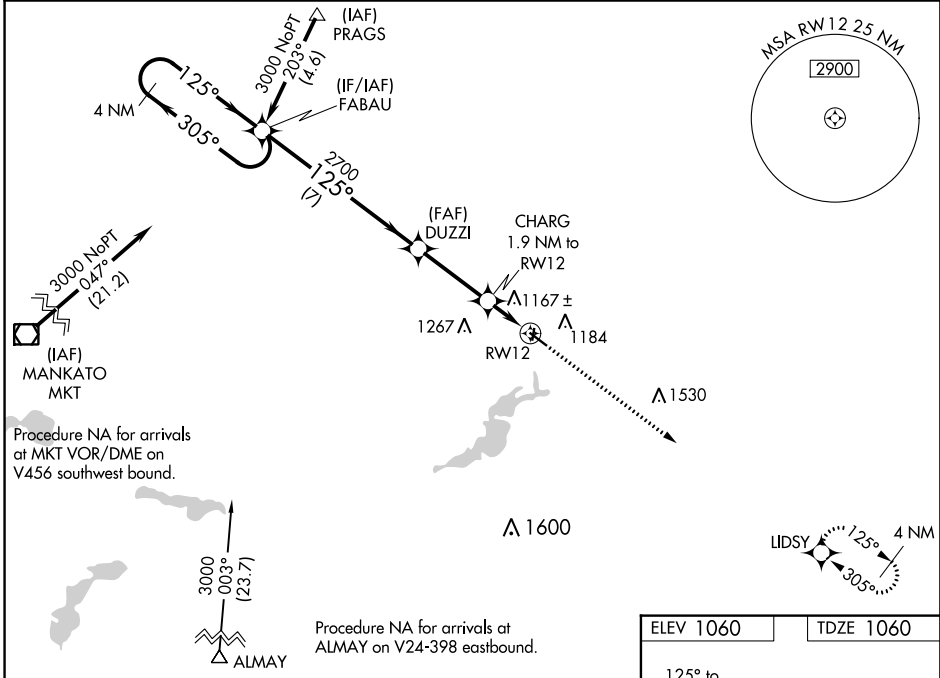 (IAF)
PRAGS
3000 NoPT
203°
(4.6)
(IF/IAF)
FABAU
125°
4 NM
305°
2700
125°
(7)
MSA RW12 25 NM
2900
(FAF)
DUZZI
CHARG
1.9 NM to
RW12
3000 NoPT
047°
(21.2)
1167 ±
1267
1184
RW12
(IAF)
MANKATO
MKT
1530
Procedure NA for arrivals
at MKT VOR/DME on
V456 southwest bound.
1600
LIDSY
125°
4 NM
305°
3000
003°
(23.7)
ALMAY
Procedure NA for arrivals at
ALMAY on V24-398 eastbound.
ELEV 1060
TDZE 1060
125° to